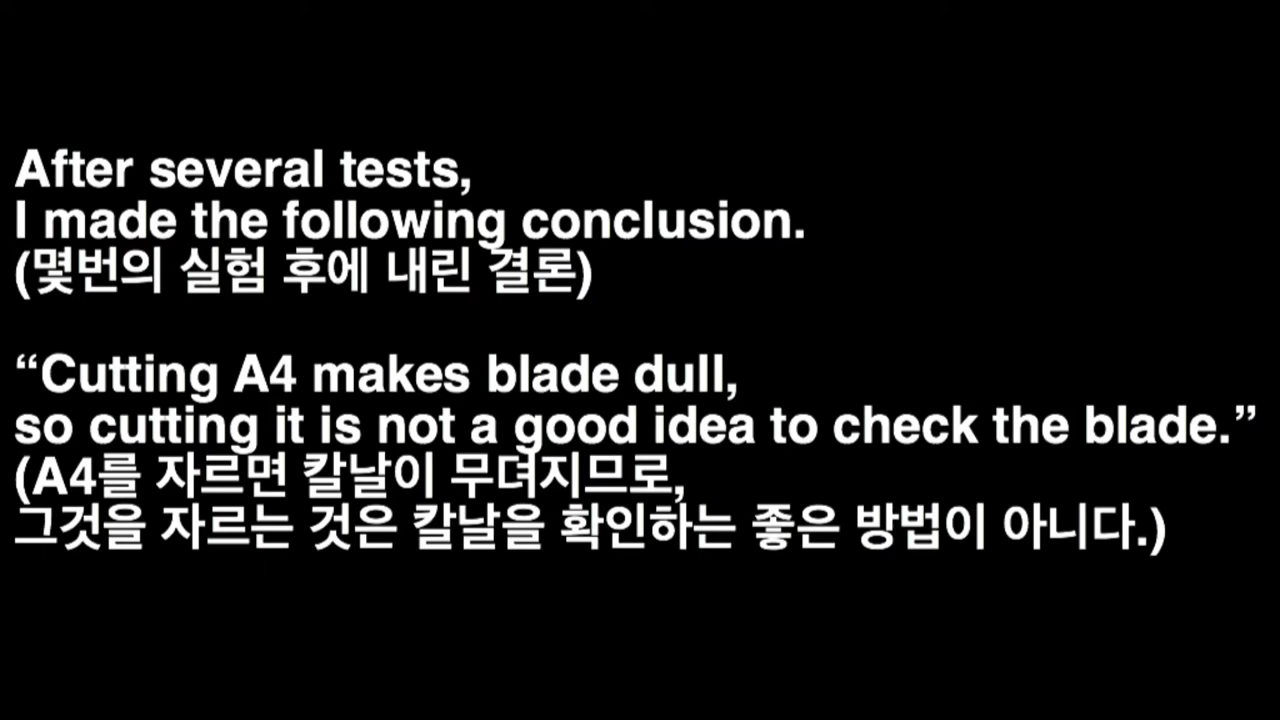 After several tests,
I made the following conclusion.
(몇번의 실험 후에 내린 결론)
“Cutting A4 makes blade dull,
so cutting it is not a good idea to check the blade.”
(A4를 자르면 칼날이 무뎌지므로,
그것을 자르는 것은 칼날을 확인하는 좋은 방법이 아니다.)